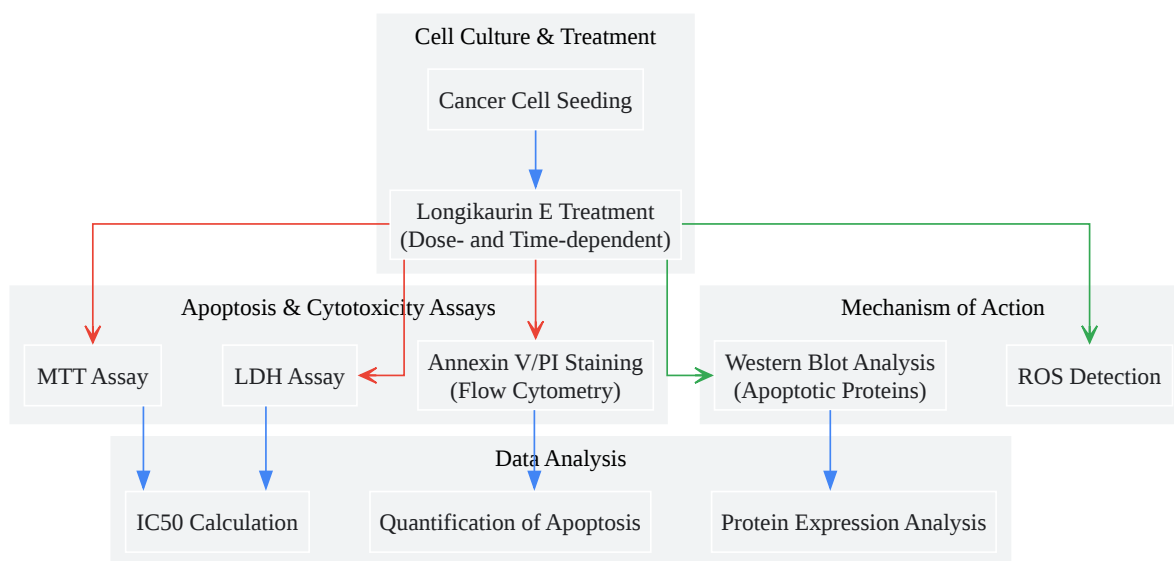 Cell Culture & Treatment
Cancer Cell Seeding
Longikaurin E Treatment
(Dose- and Time-dependent)
Apoptosis & Cytotoxicity Assays
Mechanism of Action
MTT Assay
LDH Assay
Annexin V/PI Staining
(Flow Cytometry)
Western Blot Analysis
(Apoptotic Proteins)
ROS Detection
Data Analysis
IC50 Calculation
Quantification of Apoptosis
Protein Expression Analysis